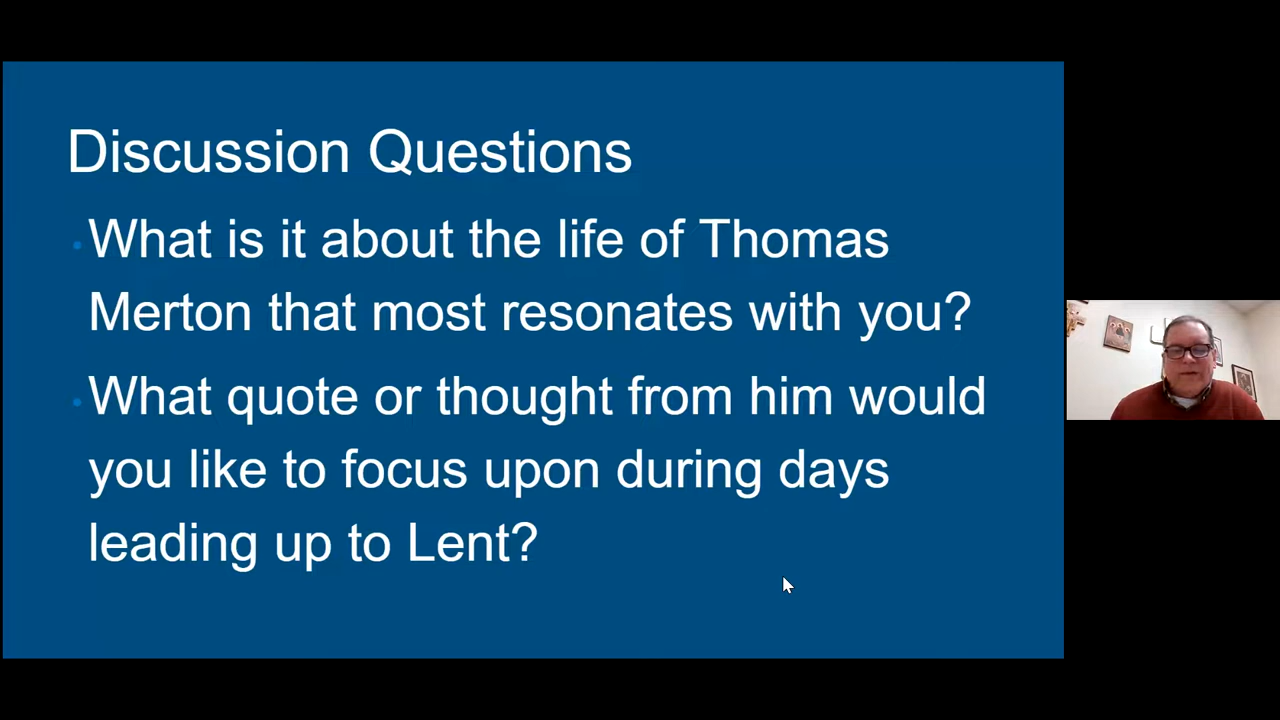 Discussion Questions
• What is it about the life of Thomas
Merton that most resonates with you?
• What quote or thought from him would
you like to focus upon during days
leading up to Lent?